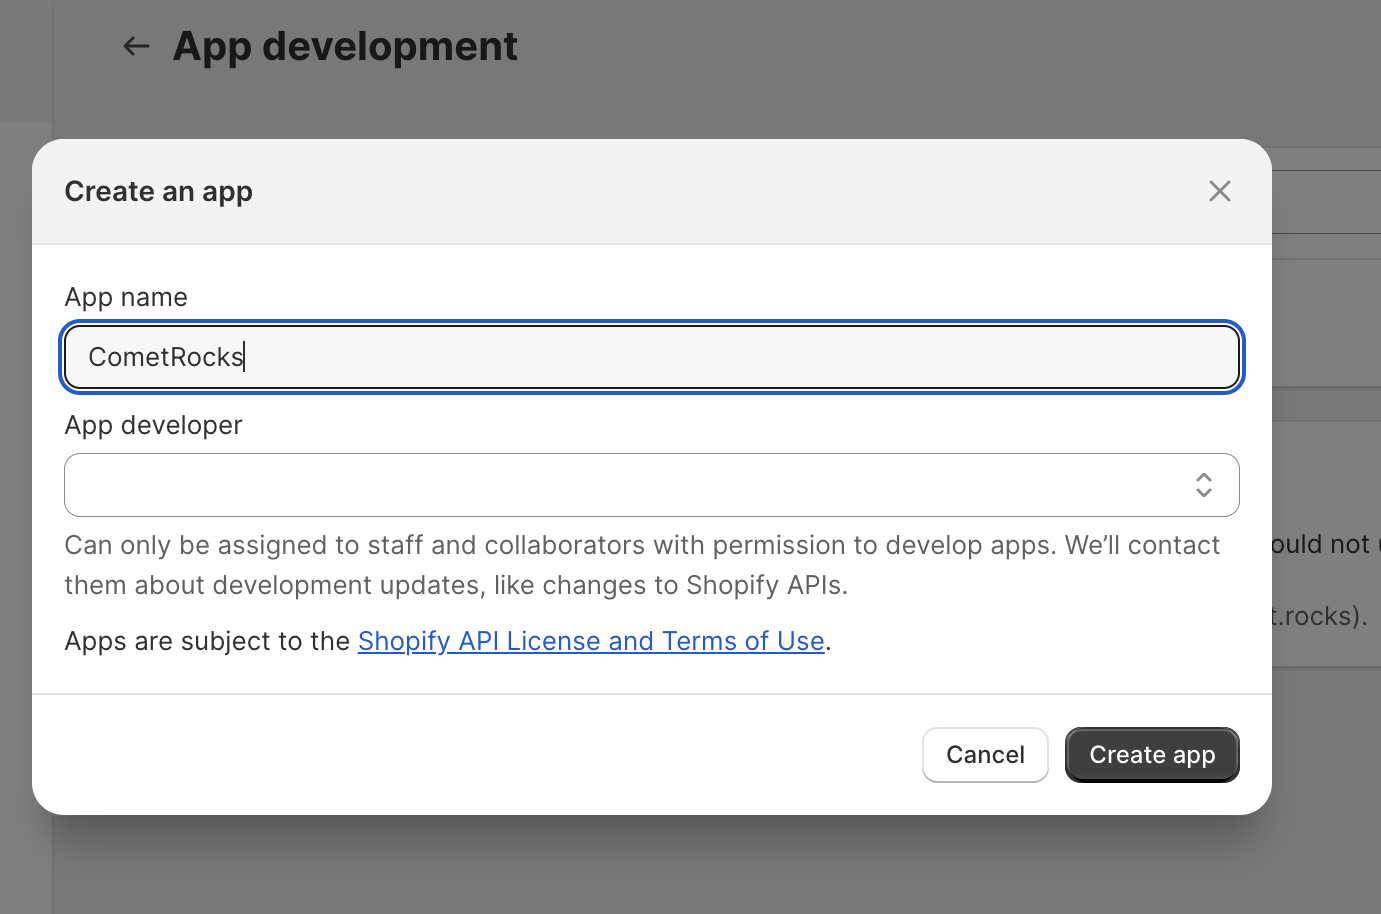 App development
Create an app
App name
CometRocks
App developer
Can only be assigned to staff and collaborators with permission to develop apps. We’ll contact
them about development updates, like changes to Shopify APIs.
ould not
t.rocks).
Apps are subject to the Shopify API License and Terms of Use.
Cancel
Create app